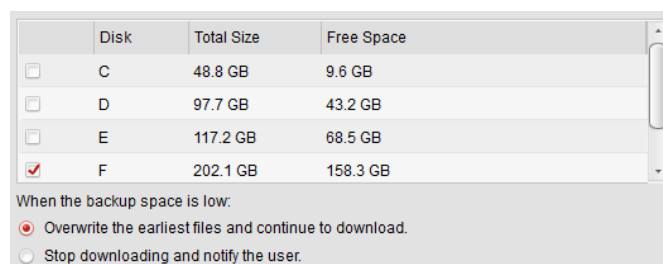 Disk Total Size Free Space
C 48.8 GB 9.6 GB
D 97.7 GB 43.2 GB
E 117.2 GB 68.5 GB
F 202.1 GB 158.3 GB
When the backup space is low:
Overwrite the earliest files and continue to download.
Stop downloading and notify the user.